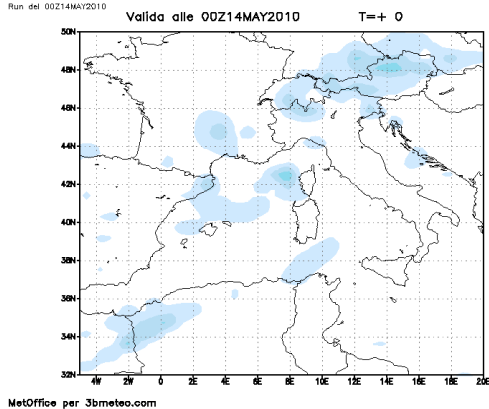 Run del 00Z14MAY2010
Valida alle 00Z14MAY2010 T=+ 0
50N
48N
46N
44N
42N
40N
38N
36N
34N
32N
4W 2W 0 2E 4E 6E 8E 10E 12E 14E 16E 18E 20E
MetOffice per 3bmeteo.com